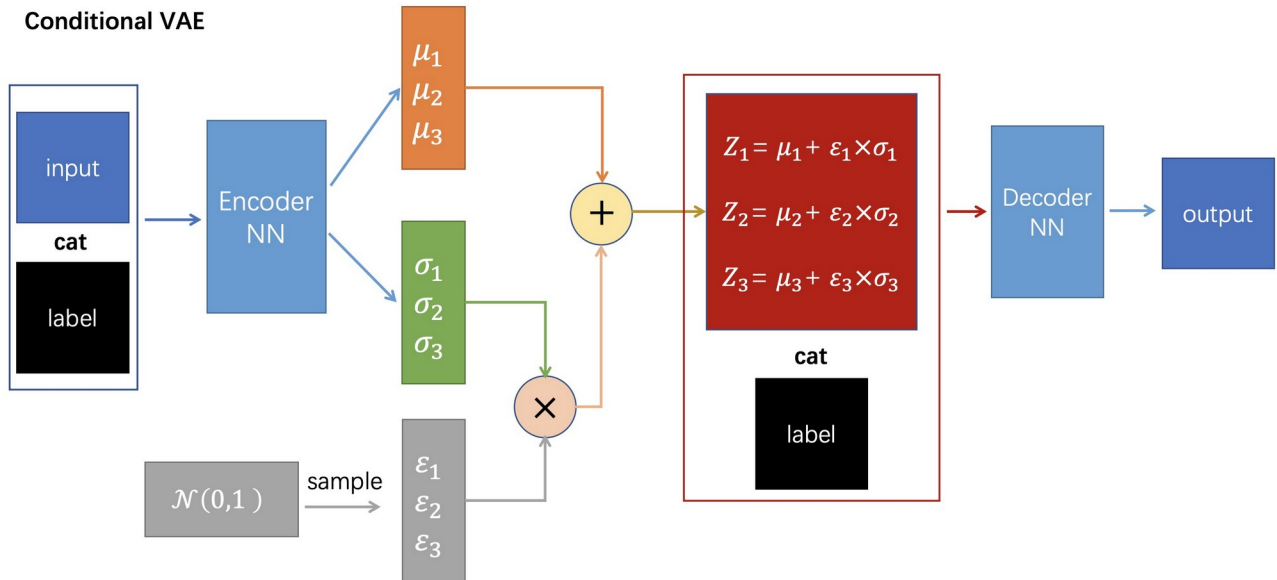 Conditional VAE
input
cat
label
Encoder
NN
μ₁
μ₂
μ₃
σ₁
σ₂
σ₃
𝒩(0,1)
sample
ε₁
ε₂
ε₃
×
+
Z₁= μ₁+ ε₁×σ₁
Z₂= μ₂+ ε₂×σ₂
Z₃= μ₃+ ε₃×σ₃
cat
label
Decoder
NN
output